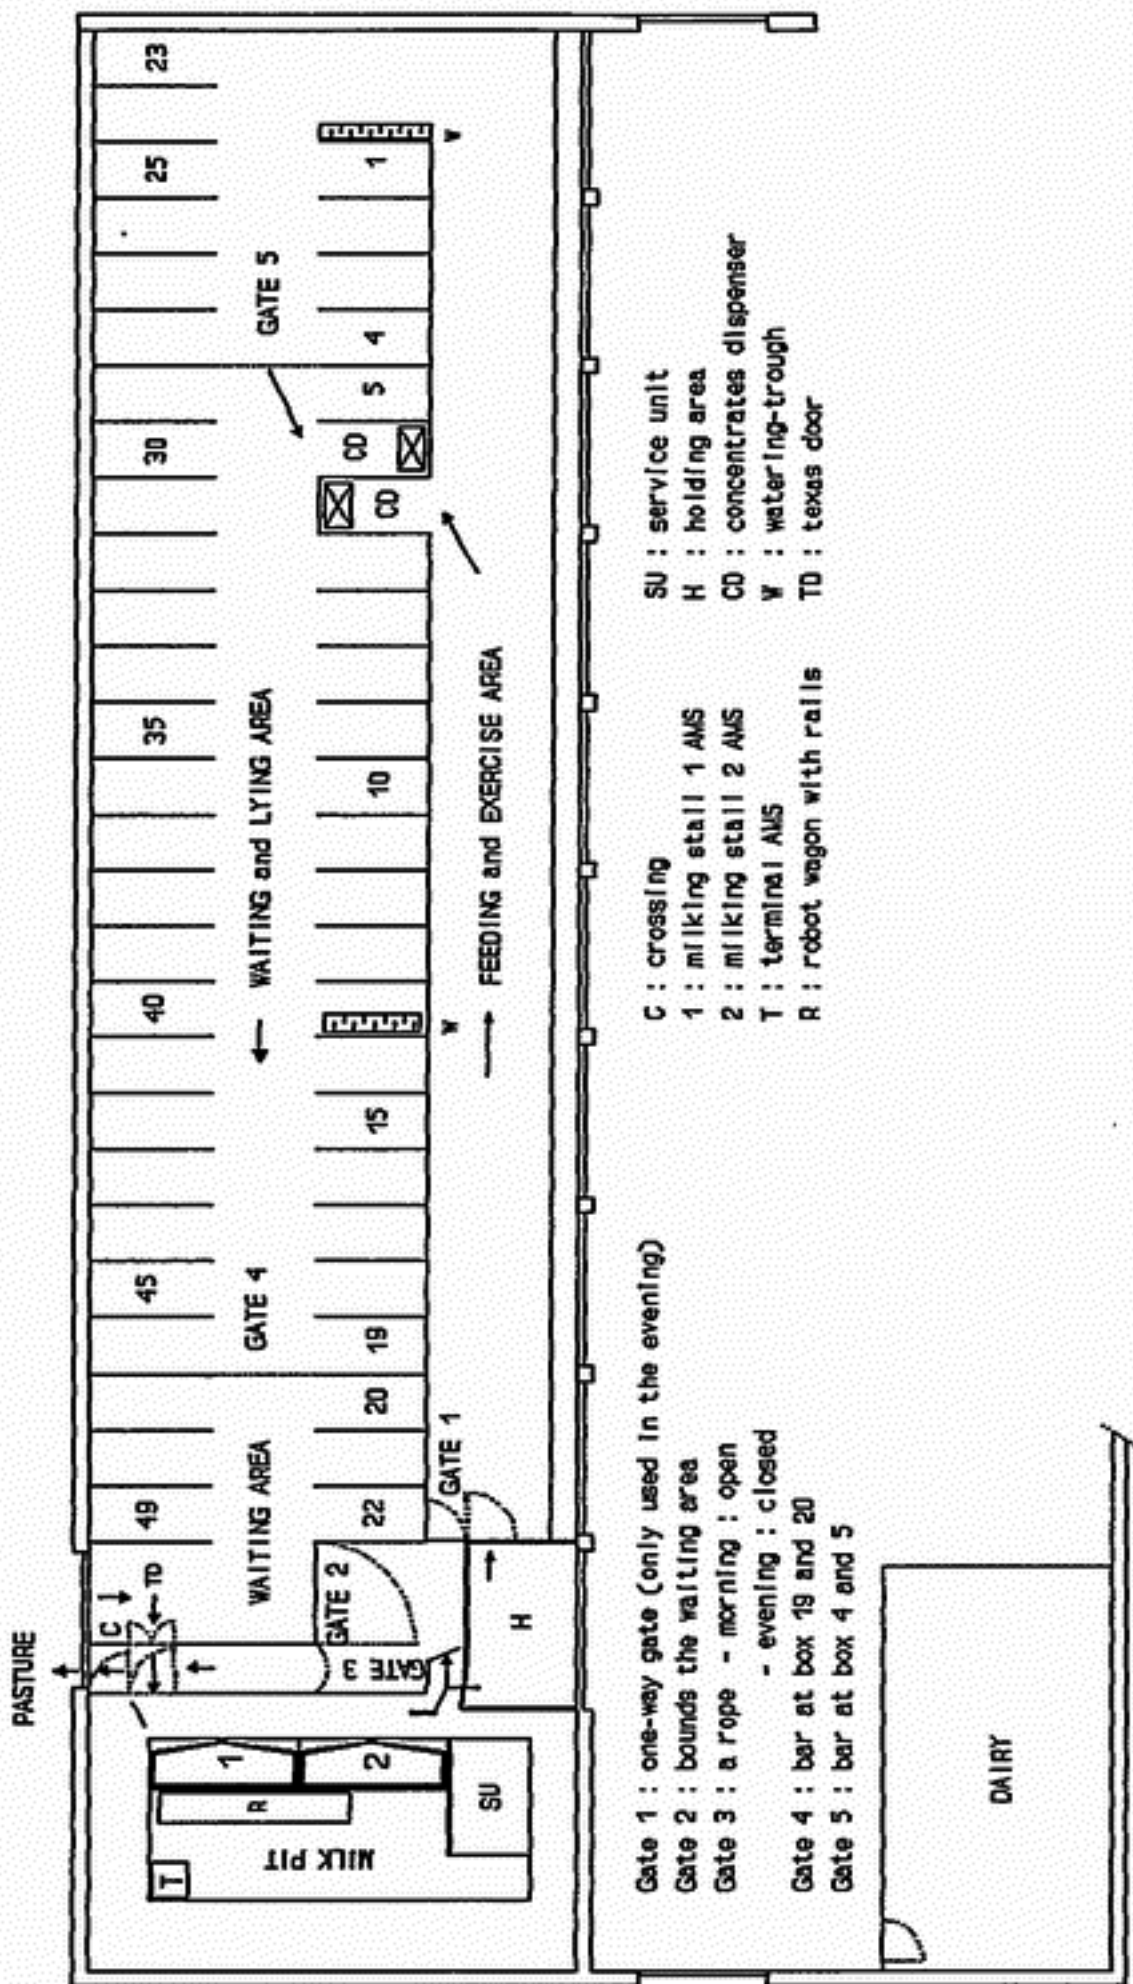 PASTURE
23
25
30
35
40
45
49
GATE 5
← WAITING and LYING AREA
GATE 4
WAITING AREA
C
TD
1
4
5
CD
CD
10
15
19
20
22
W
W
→ FEEDING and EXERCISE AREA
GATE 1
GATE 2
GATE 3
H
1
2
R
SU
MILK PIT
T
Gate 1 : one-way gate (only used in the evening)
Gate 2 : bounds the waiting area
Gate 3 : a rope - morning : open
- evening : closed
Gate 4 : bar at box 19 and 20
Gate 5 : bar at box 4 and 5
C : crossing
1 : milking stall 1 AMS
2 : milking stall 2 AMS
T : terminal AMS
R : robot wagon with rails
SU : service unit
H : holding area
CD : concentrates dispenser
W : watering-trough
TD : texas door
DAIRY